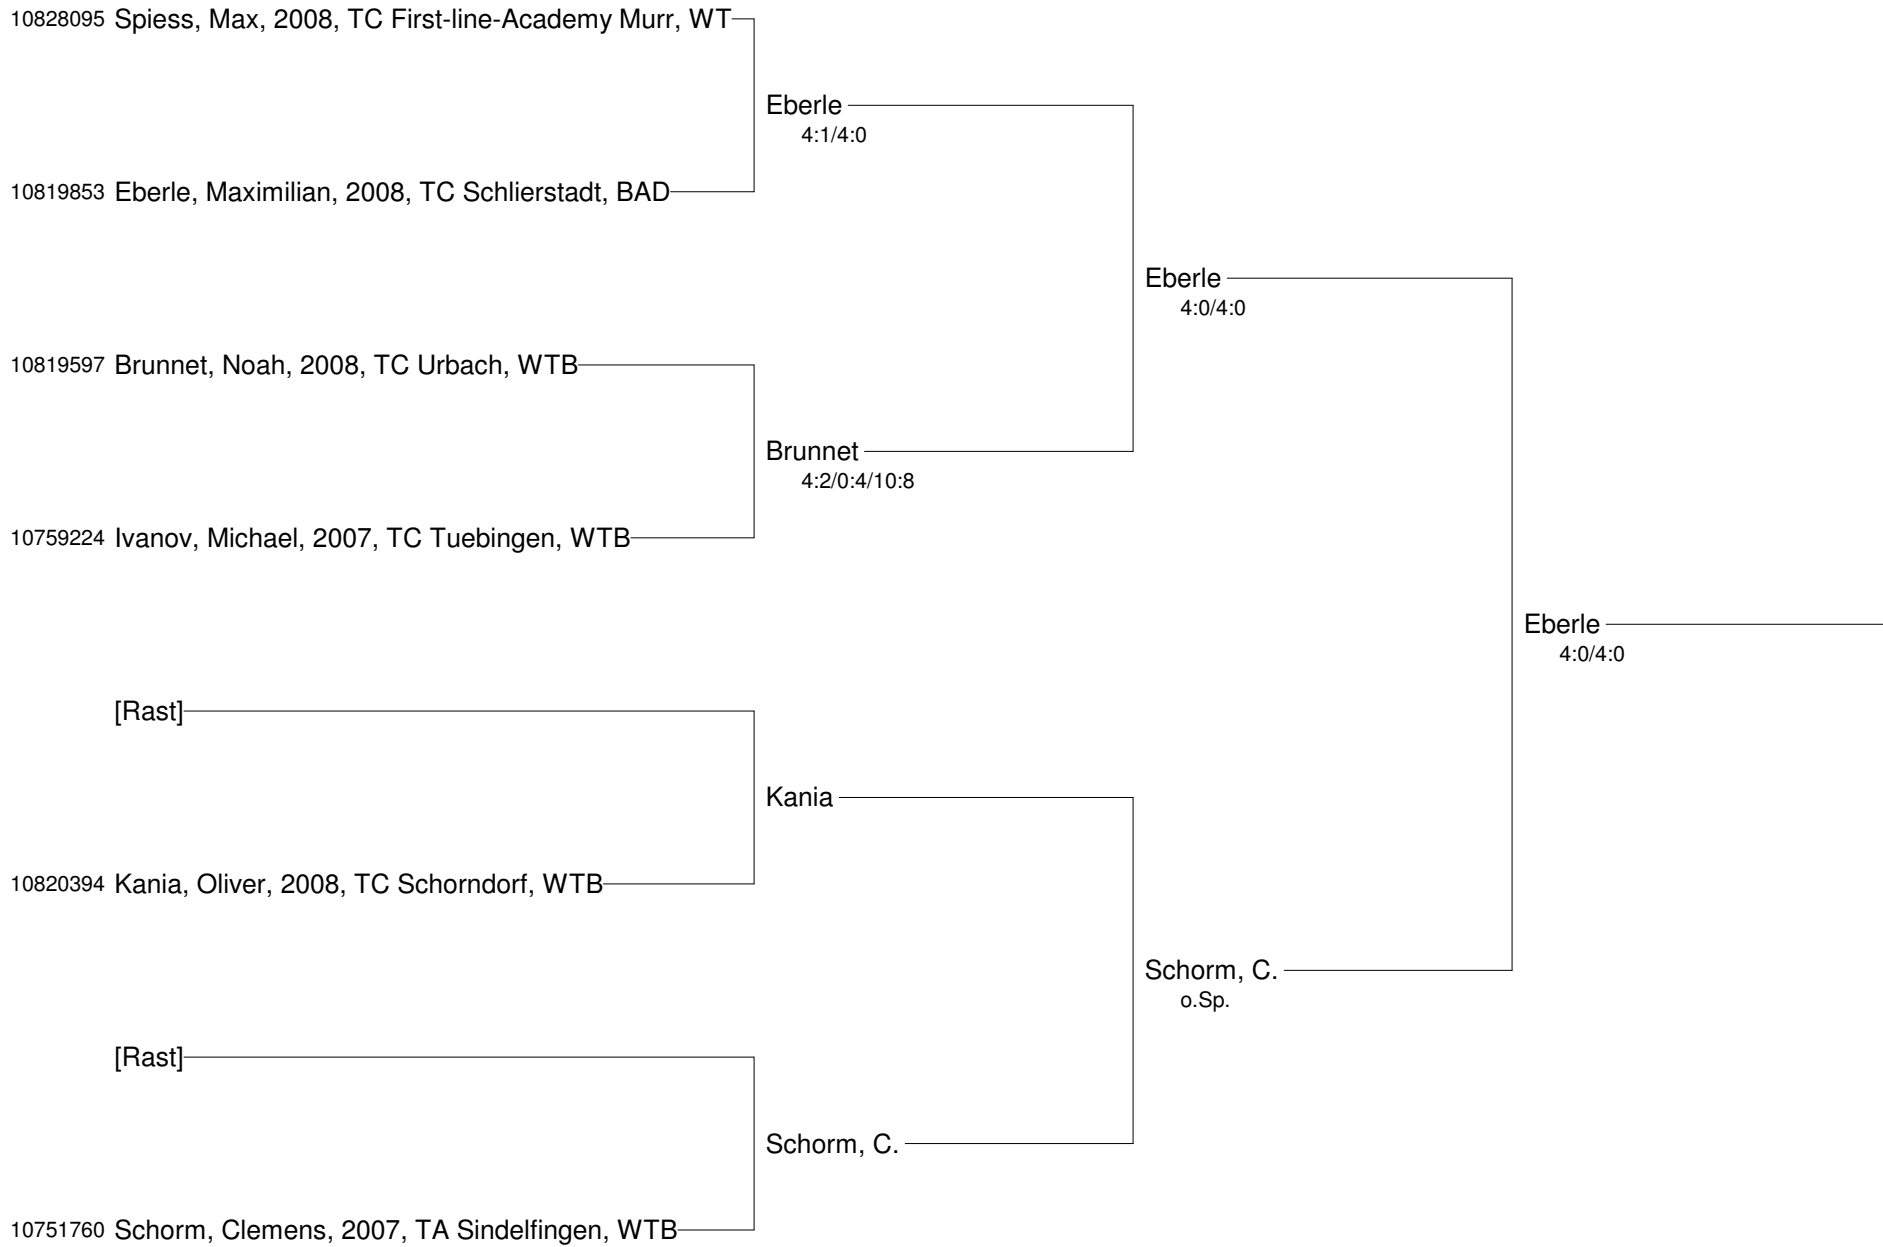 10828095 Spiess, Max, 2008, TC First-line-Academy Murr, WT
Eberle
4:1/4:0
10819853 Eberle, Maximilian, 2008, TC Schlierstadt, BAD
Eberle
4:0/4:0
10819597 Brunnet, Noah, 2008, TC Urbach, WTB
Brunnet
4:2/0:4/10:8
10759224 Ivanov, Michael, 2007, TC Tuebingen, WTB
Eberle
4:0/4:0
[Rast]
Kania
10820394 Kania, Oliver, 2008, TC Schorndorf, WTB
Schorm, C.
o.Sp.
[Rast]
Schorm, C.
10751760 Schorm, Clemens, 2007, TA Sindelfingen, WTB